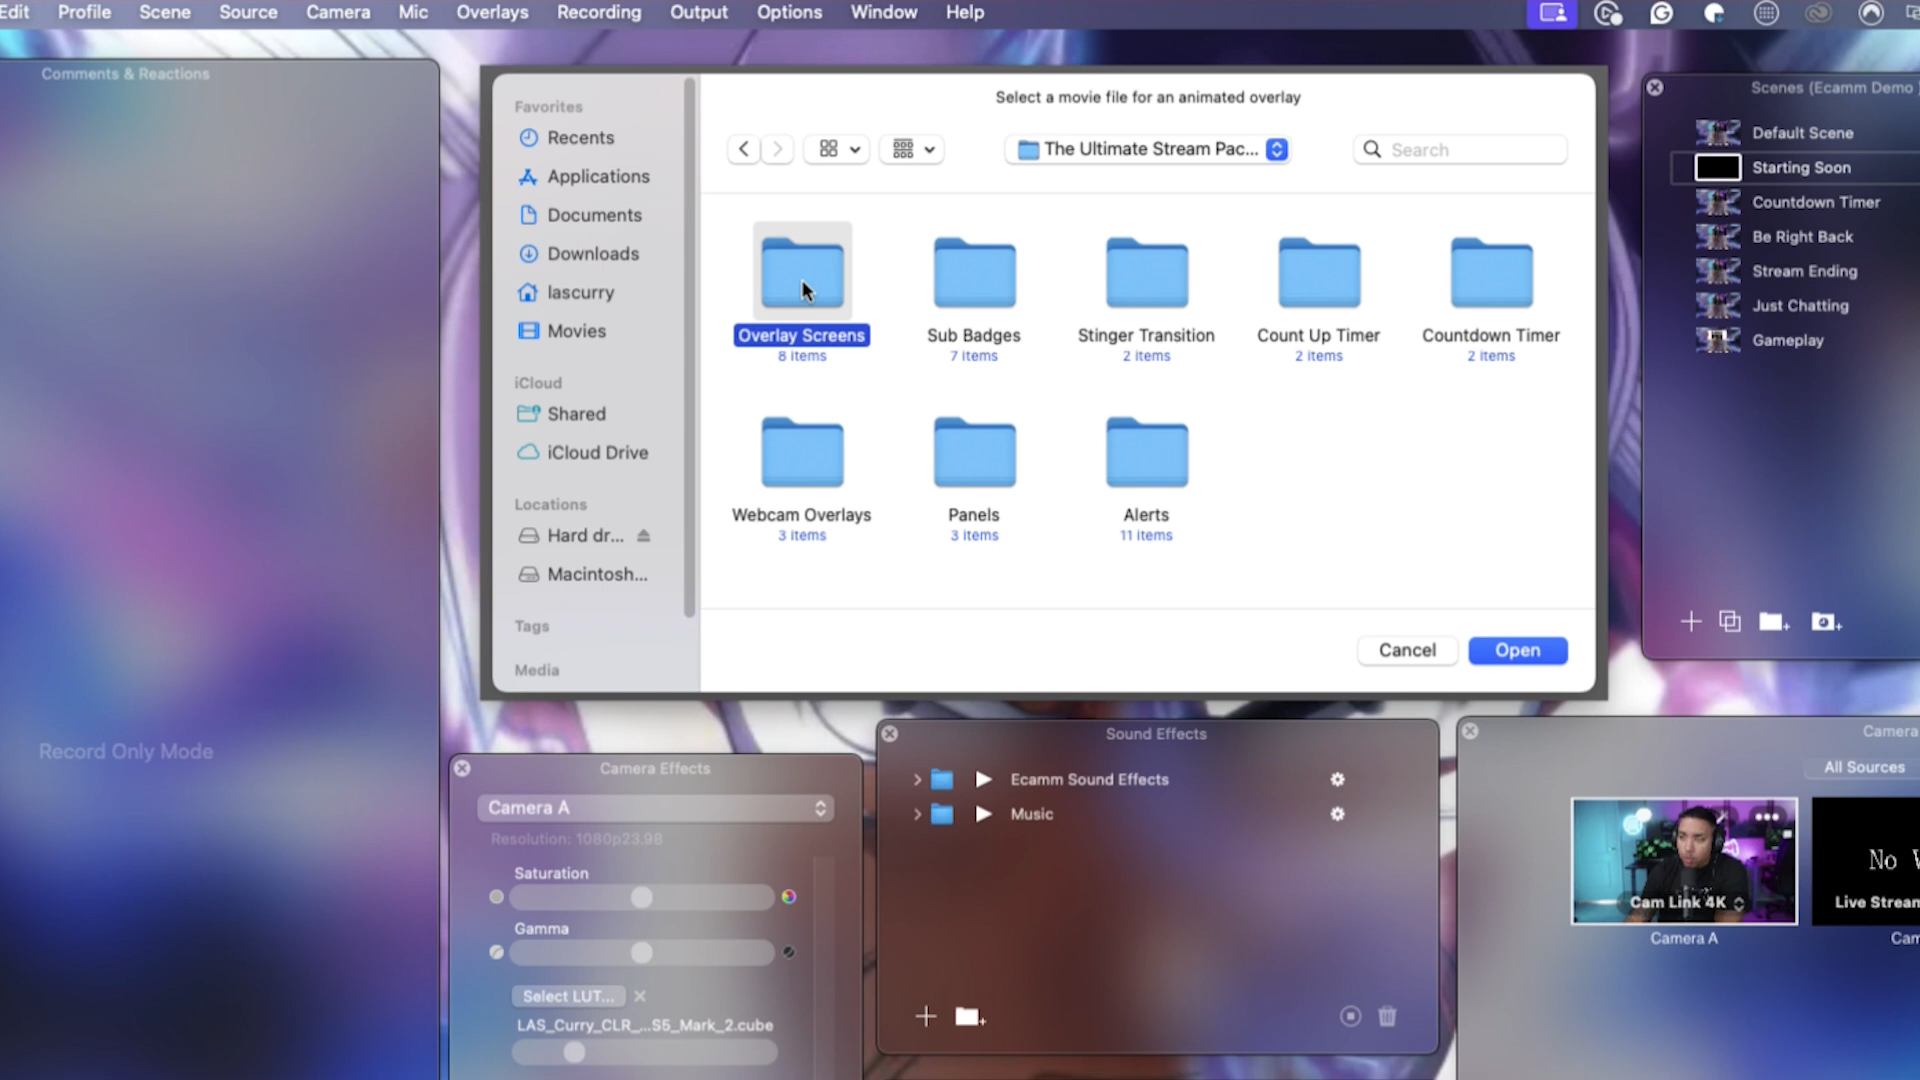 Edit Profile Scene Source Camera Mic Overlays Recording Output Options Window Help
Comments & Reactions
Record Only Mode
Favorites
Recents
Applications
Documents
Downloads
lascurry
Movies
iCloud
Shared
iCloud Drive
Locations
Hard dr...
Macintosh...
Tags
Media
Select a movie file for an animated overlay
The Ultimate Stream Pac...
Search
Overlay Screens
8 items
Sub Badges
7 items
Stinger Transition
2 items
Count Up Timer
2 items
Countdown Timer
2 items
Webcam Overlays
3 items
Panels
3 items
Alerts
11 items
Cancel
Open
Scenes (Ecamm Demo
Default Scene
Starting Soon
Countdown Timer
Be Right Back
Stream Ending
Just Chatting
Gameplay
Camera Effects
Camera A
Resolution: 1080p23.98
Saturation
Gamma
Select LUT...
LAS_Curry_CLR_...S5_Mark_2.cube
Sound Effects
Ecamm Sound Effects
Music
Camera
All Sources
Cam Link 4K
Camera A
No
Live Stream